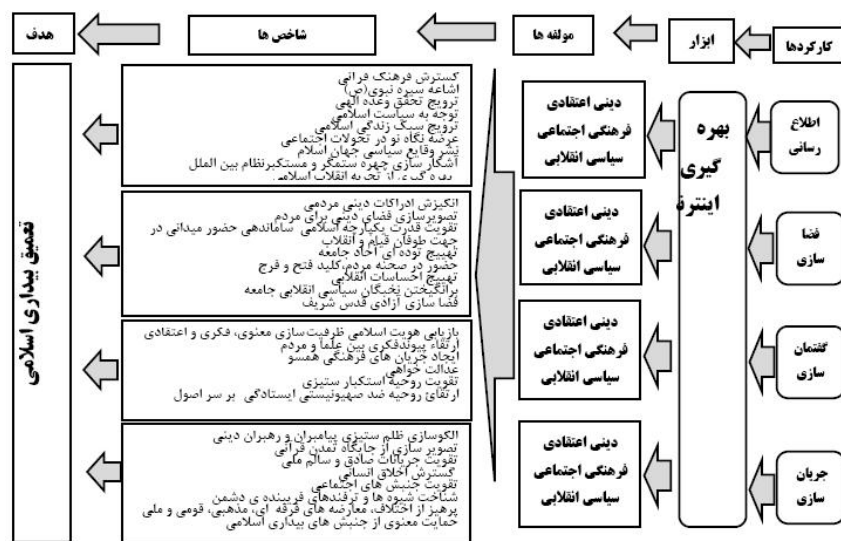 کارکردها
ابزار
مولفه ها
شاخص ها
هدف
اطلاع
رسانی
فضا
سازی
گفتمان
سازی
جریان
سازی
بهره
گیری
اینترن
دینی اعتقادی
فرهنگی اجتماعی
سیاسی انقلابی
دینی اعتقادی
فرهنگی اجتماعی
سیاسی انقلابی
دینی اعتقادی
فرهنگی اجتماعی
سیاسی انقلابی
دینی اعتقادی
فرهنگی اجتماعی
سیاسی انقلابی
گسترش فرهنگ قرآنی
اشاعه سیره نبوی(ص)
ترویج تحقق وعده الهی
توجه به سیاست اسلامی
ترویج سبک زندگی اسلامی
عرضه نگاه نو در تحولات اجتماعی
نشر وقایع سیاسی جهان اسلام
آشکار سازی چهره ستمگر و مستکبرنظام بین الملل
بهره گیری از تجربه انقلاب اسلامی
انگیزش ادراکات دینی مردمی
تصویرسازی فضای دینی برای مردم
تقویت قدرت یکپارچه اسلامی ساماندهی حضور میدانی در
جهت طوفان قیام و انقلاب
تهییج توده ای آحاد جامعه
حضور در صحنه مردم،کلید فتح و فرج
تهییج احساسات انقلابی
برانگیختن نخبگان سیاسی انقلابی جامعه
فضا سازی آزادی قدس شریف
بازیابی هویت اسلامی ظرفیت‌سازی معنوی، فکری و اعتقادی
ارتقاء پیوندفکری بین علما و مردم
ایجاد جریان های فرهنگی همسو
عدالت خواهی
تقویت روحیه استکبار ستیزی
ارتقائ روحیه ضد صهیونیستی ایستادگی بر سر اصول
الگوسازی ظلم ستیزی پیامبران و رهبران دینی
تصویر سازی از جایگاه تمدن قرآنی
تقویت جریانات صادق و سالم ملی
گسترش اخلاق انسانی
تقویت جنبش های اجتماعی
شناخت شیوه ها و ترفندهای فریبنده ی دشمن
پرهیز از اختلاف، معارضه های فرقه ای، مذهبی، قومی و ملی
حمایت معنوی از جنبش های بیداری اسلامی
تعمیق بیداری اسلامی